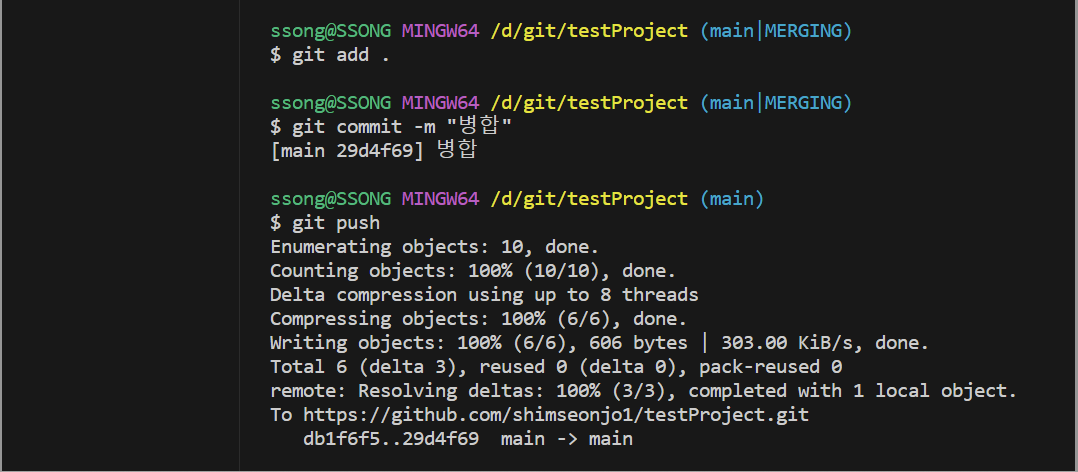 ssong@SSONG MINGW64 /d/git/testProject (main|MERGING)
$ git add .
ssong@SSONG MINGW64 /d/git/testProject (main|MERGING)
$ git commit -m "병합"
[main 29d4f69] 병합
ssong@SSONG MINGW64 /d/git/testProject (main)
$ git push
Enumerating objects: 10, done.
Counting objects: 100% (10/10), done.
Delta compression using up to 8 threads
Compressing objects: 100% (6/6), done.
Writing objects: 100% (6/6), 606 bytes | 303.00 KiB/s, done.
Total 6 (delta 3), reused 0 (delta 0), pack-reused 0
remote: Resolving deltas: 100% (3/3), completed with 1 local object.
To https://github.com/shimseonjo1/testProject.git
   db1f6f5..29d4f69  main -> main